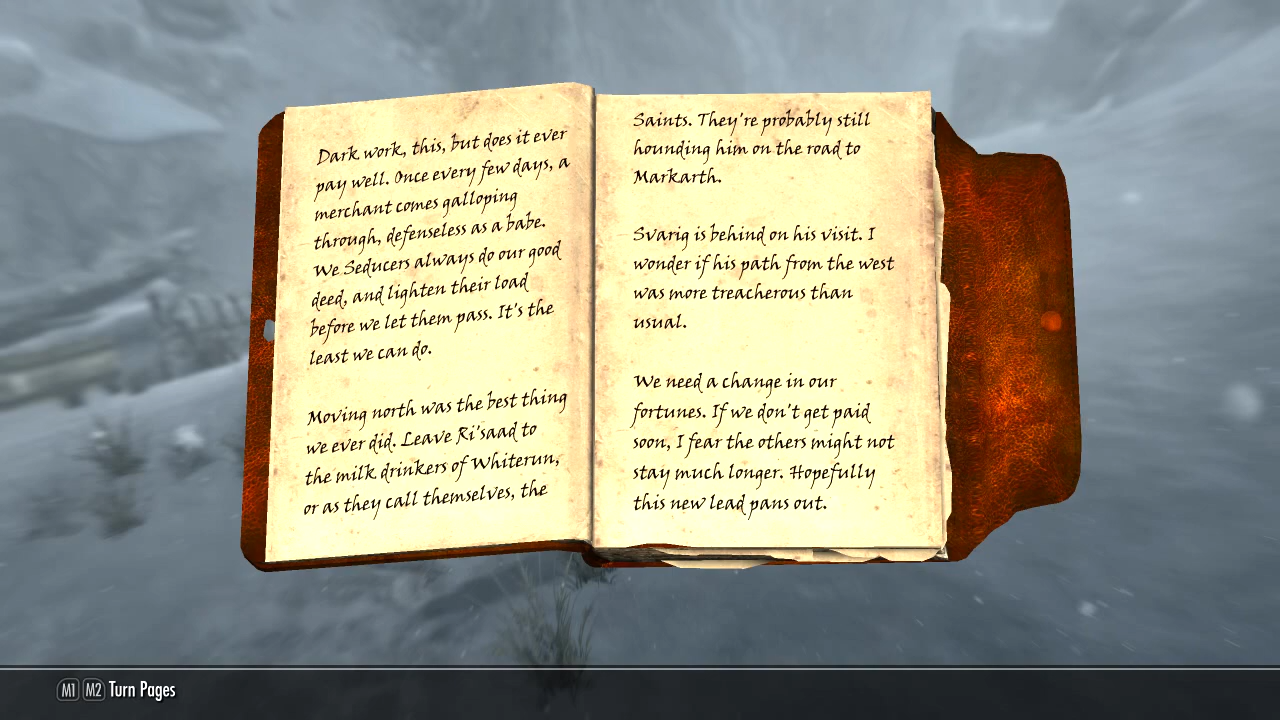 Dark work, this, but does it ever
pay well. Once every few days, a
merchant comes galloping
through, defenseless as a babe.
We Seducers always do our good
deed, and lighten their load
before we let them pass. It's the
least we can do.
Moving north was the best thing
we ever did. Leave Ri'saad to
the milk drinkers of Whiterun,
or as they call themselves, the
Saints. They're probably still
hounding him on the road to
Markarth.
Svarig is behind on his visit. I
wonder if his path from the west
was more treacherous than
usual.
We need a change in our
fortunes. If we don't get paid
soon, I fear the others might not
stay much longer. Hopefully
this new lead pans out.
M1 M2 Turn Pages